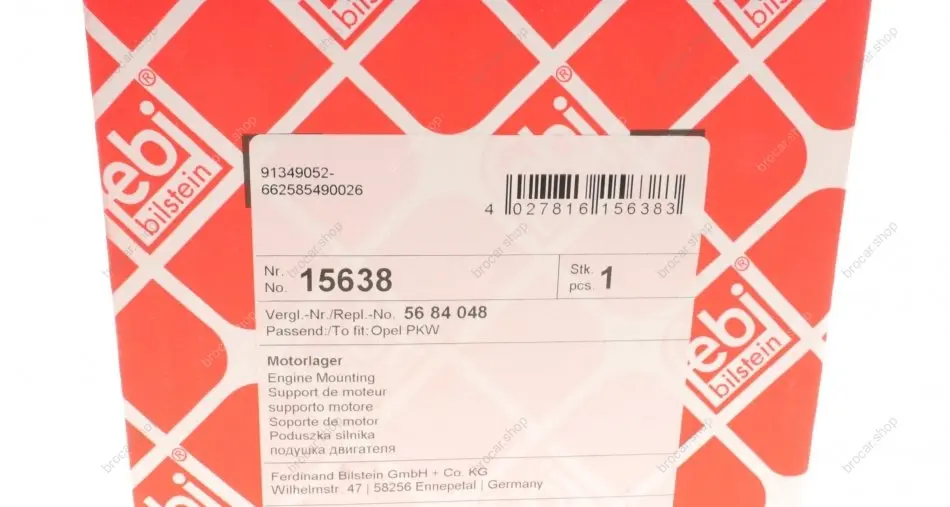 91349052-
662585490026
4 027816 156383
Nr.
No. 15638
Stk.
pcs. 1
Vergl.-Nr./Repl.-No. 56 84 048
Passend:/To fit: Opel PKW
Motorlager
Engine Mounting
Support de moteur
supporto motore
Soporte de motor
Poduszka silnika
подушка двигателя
Ferdinand Bilstein GmbH + Co. KG
Wilhelmstr. 47 | 58256 Ennepetal | Germany
febi®
bilstein
febi®
bilstein
brocar.shop